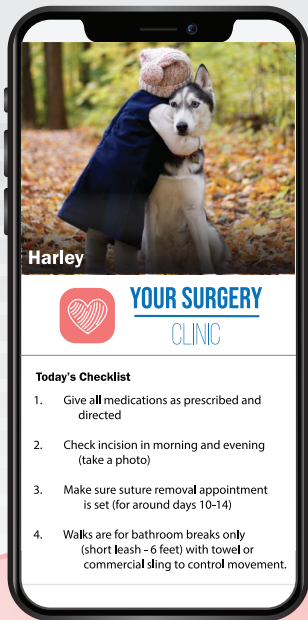 Harley
YOUR SURGERY
CLINIC
Today's Checklist
1. Give all medications as prescribed and
directed
2. Check incision in morning and evening
(take a photo)
3. Make sure suture removal appointment
is set (for around days 10-14)
4. Walks are for bathroom breaks only
(short leash - 6 feet) with towel or
commercial sling to control movement.